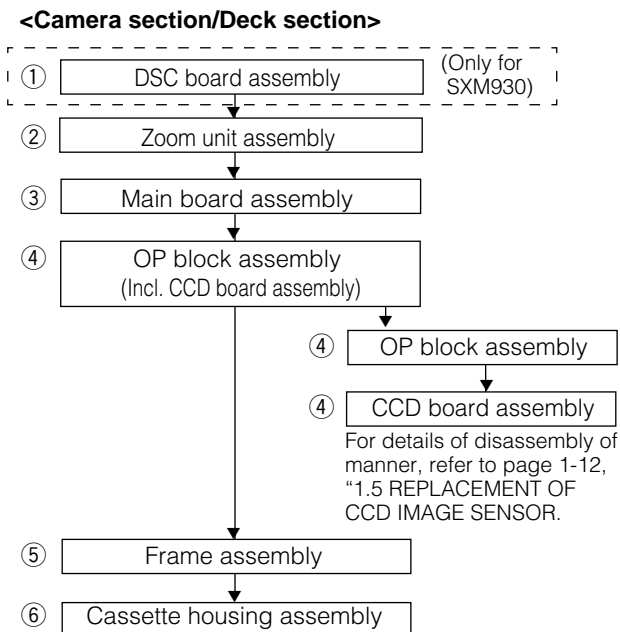 <Camera section/Deck section>
① DSC board assembly
(Only for
SXM930)
② Zoom unit assembly
③ Main board assembly
④ OP block assembly
(Incl. CCD board assembly)
④ OP block assembly
④ CCD board assembly
For details of disassembly of
manner, refer to page 1-12,
“1.5 REPLACEMENT OF
CCD IMAGE SENSOR.
⑤ Frame assembly
⑥ Cassette housing assembly